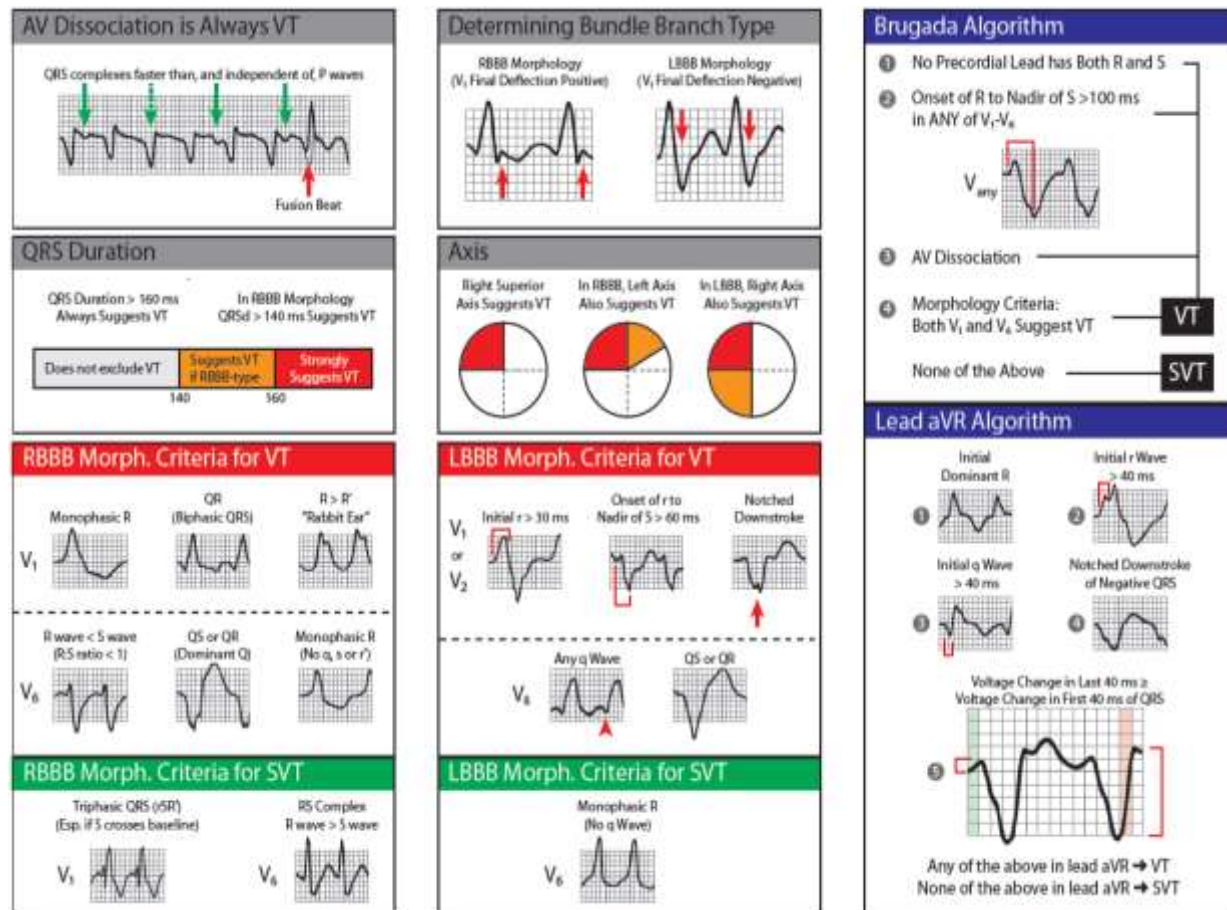 AV Dissociation is Always VT
QRS complexes faster than, and independent of, P waves
Fusion Beat
QRS Duration
QRS Duration > 160 ms
Always Suggests VT
In RBBB Morphology
QRSd > 140 ms Suggests VT
Does not exclude VT
Suggests VT
if RBBB-type
Strongly
Suggests VT
140
160
RBBB Morph. Criteria for VT
Monophasic R
QR
(Biphasic QRS)
R > R'
"Rabbit Ear"
V1
R wave < S wave
(R:S ratio < 1)
QS or QR
(Dominant Q)
Monophasic R
(No q, s or r')
V6
RBBB Morph. Criteria for SVT
Triphasic QRS (rSR')
(Esp. if S crosses baseline)
RS Complex
R wave > S wave
V1
V6
Determining Bundle Branch Type
RBBB Morphology
(V1 Final Deflection Positive)
LBBB Morphology
(V1 Final Deflection Negative)
Axis
Right Superior
Axis Suggests VT
In RBBB, Left Axis
Also Suggests VT
In LBBB, Right Axis
Also Suggests VT
LBBB Morph. Criteria for VT
V1
or
V2
Initial r > 30 ms
Onset of r to
Nadir of S > 60 ms
Notched
Downstroke
Any q Wave
QS or QR
V6
LBBB Morph. Criteria for SVT
Monophasic R
(No q Wave)
V6
Brugada Algorithm
1 No Precordial Lead has Both R and S
2 Onset of R to Nadir of S >100 ms
in ANY of V1-V6
Vany
3 AV Dissociation
4 Morphology Criteria:
Both V1 and V6 Suggest VT
VT
None of the Above
SVT
Lead aVR Algorithm
Initial
Dominant R
1
Initial r Wave
> 40 ms
2
Initial q Wave
> 40 ms
3
Notched Downstroke
of Negative QRS
4
Voltage Change in Last 40 ms ≥
Voltage Change in First 40 ms of QRS
5
Any of the above in lead aVR → VT
None of the above in lead aVR → SVT